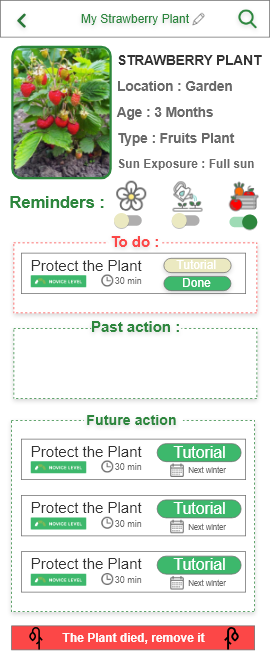 My Strawberry Plant
STRAWBERRY PLANT
Location : Garden
Age : 3 Months
Type : Fruits Plant
Sun Exposure : Full sun
Reminders :
To do :
Protect the Plant
Tutorial
NOVICE LEVEL
30 min
Done
Past action :
Future action
Protect the Plant
Tutorial
NOVICE LEVEL
30 min
Next winter
Protect the Plant
Tutorial
NOVICE LEVEL
30 min
Next winter
Protect the Plant
Tutorial
NOVICE LEVEL
30 min
Next winter
The Plant died, remove it